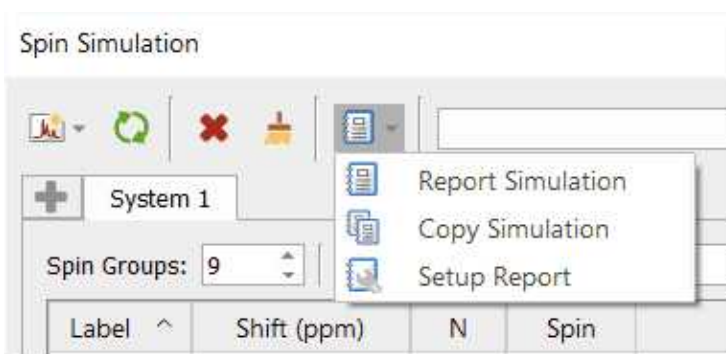 Spin Simulation
Report Simulation
System 1
Copy Simulation
Spin Groups: 9
Setup Report
Label Shift (ppm) N Spin